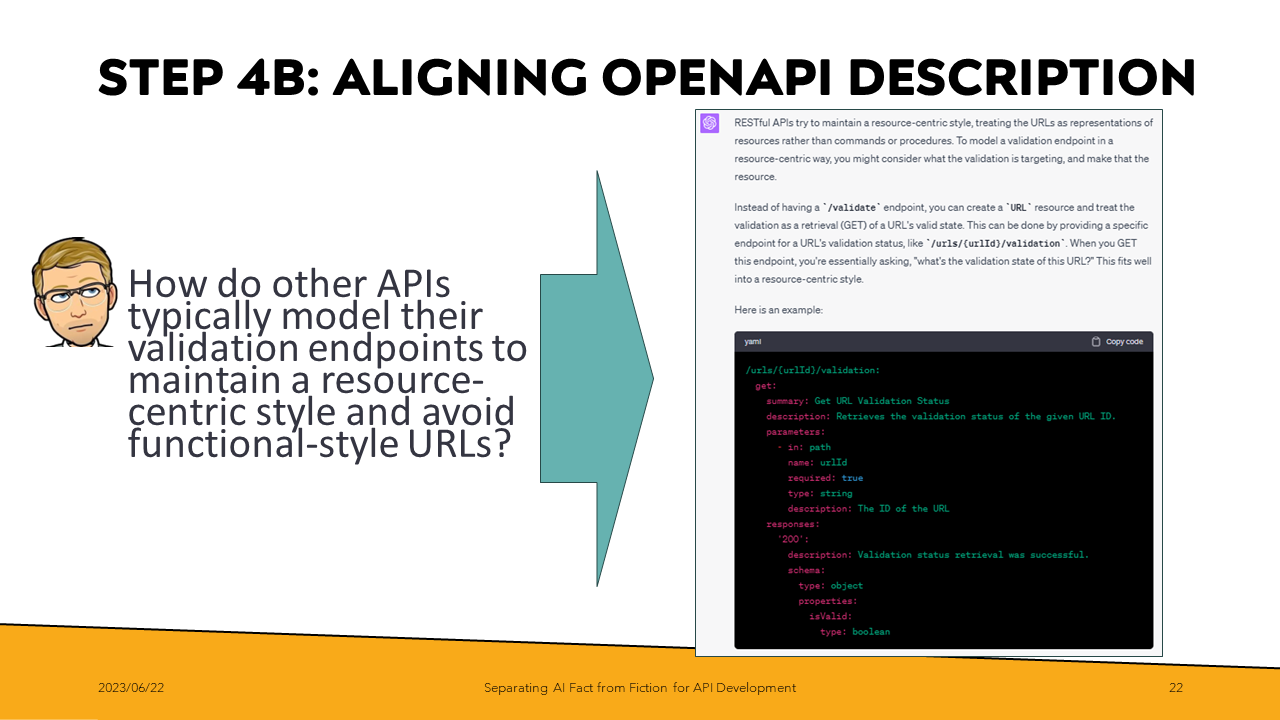 STEP 4B: ALIGNING OPENAPI DESCRIPTION
How do other APIs
typically model their
validation endpoints to
maintain a resource-
centric style and avoid
functional-style URLs?
RESTful APIs try to maintain a resource-centric style, treating the URLs as representations of
resources rather than commands or procedures. To model a validation endpoint in a
resource-centric way, you might consider what the validation is targeting, and make that the
resource.
Instead of having a `/validate` endpoint, you can create a `URL` resource and treat the
validation as a retrieval (GET) of a URL's valid state. This can be done by providing a specific
endpoint for a URL's validation status, like `/urls/{urlId}/validation`. When you GET
this endpoint, you're essentially asking, "what's the validation state of this URL?" This fits well
into a resource-centric style.
Here is an example:
yaml Copy code
/urls/{urlId}/validation:
  get:
    summary: Get URL Validation Status
    description: Retrieves the validation status of the given URL ID.
    parameters:
      - in: path
        name: urlId
        required: true
        type: string
        description: The ID of the URL
    responses:
      '200':
        description: Validation status retrieval was successful.
        schema:
          type: object
          properties:
            isValid:
              type: boolean
2023/06/22 Separating AI Fact from Fiction for API Development 22